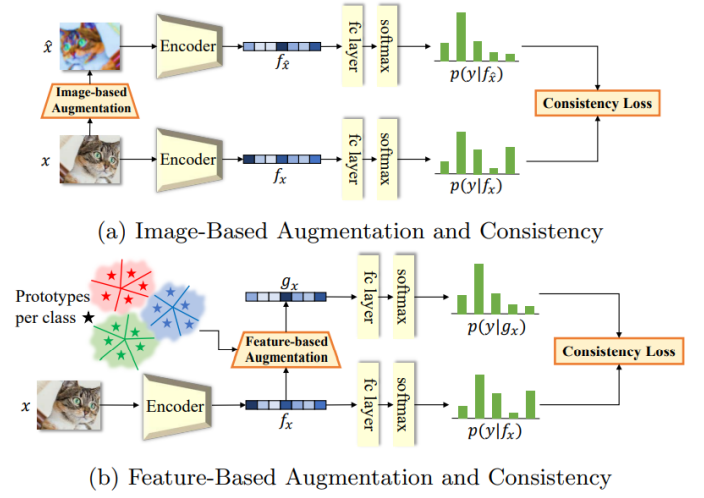 x̂
Encoder
f_x̂
fc layer
softmax
p(y|f_x̂)
Image-based
Augmentation
Consistency Loss
x
Encoder
f_x
fc layer
softmax
p(y|f_x)
(a) Image-Based Augmentation and Consistency
Prototypes
per class ★
g_x
fc layer
softmax
p(y|g_x)
Feature-based
Augmentation
Consistency Loss
x
Encoder
f_x
fc layer
softmax
p(y|f_x)
(b) Feature-Based Augmentation and Consistency